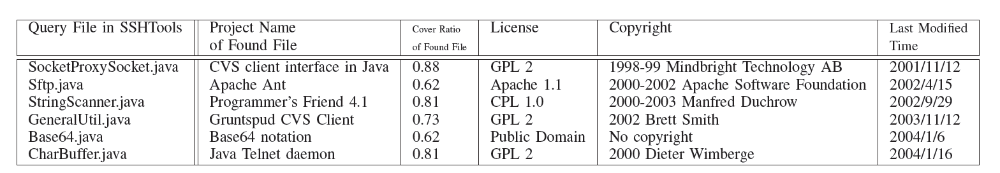 Query File in SSHTools Project Name of Found File Cover Ratio of Found File License Copyright Last Modified Time
SocketProxySocket.java CVS client interface in Java 0.88 GPL 2 1998-99 Mindbright Technology AB 2001/11/12
Sftp.java Apache Ant 0.62 Apache 1.1 2000-2002 Apache Software Foundation 2002/4/15
StringScanner.java Programmer's Friend 4.1 0.81 CPL 1.0 2000-2003 Manfred Duchrow 2002/9/29
GeneralUtil.java Gruntspud CVS Client 0.73 GPL 2 2002 Brett Smith 2003/11/12
Base64.java Base64 notation 0.62 Public Domain No copyright 2004/1/6
CharBuffer.java Java Telnet daemon 0.81 GPL 2 2000 Dieter Wimberge 2004/1/16